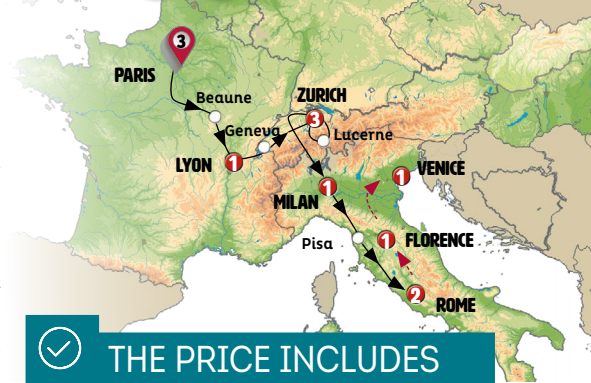 3
PARIS
Beaune
ZURICH
3
Geneva
Lucerne
LYON
1
VENICE
1
MILAN
1
Pisa
1
FLORENCE
2
ROME
THE PRICE INCLUDES